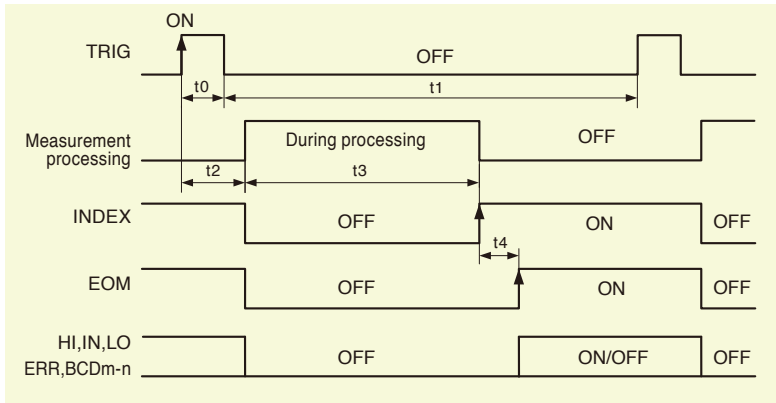 ON
TRIG
OFF
t0
t1
Measurement
processing
During processing
OFF
t2
t3
INDEX
OFF
ON
OFF
t4
EOM
OFF
ON
OFF
HI,IN,LO
ERR,BCDm-n
OFF
ON/OFF
OFF